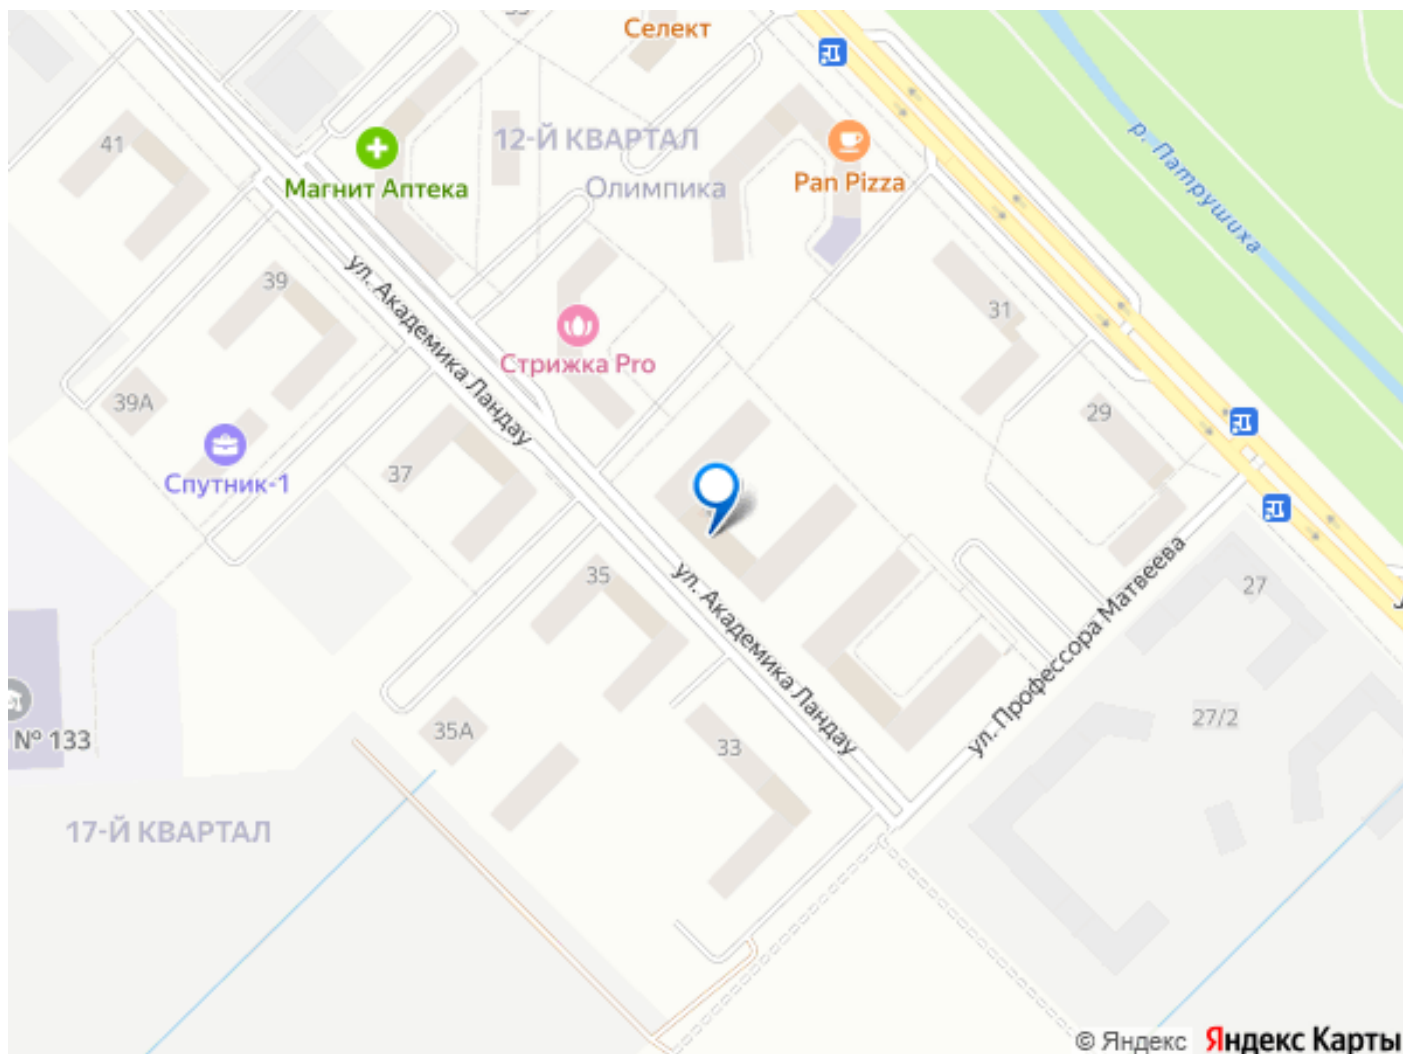 Селект
41
12-Й КВАРТАЛ
р. Патрушиха
Магнит Аптека
Олимпика
Pan Pizza
39
ул. Академика Ландау
31
Стрижка Pro
39А
29
Спутник-1
37
35
ул. Академика Ландау
ул. Профессора Матвеева
27
35А
27/2
№ 133
33
17-Й КВАРТАЛ
© Яндекс Яндекс Карты